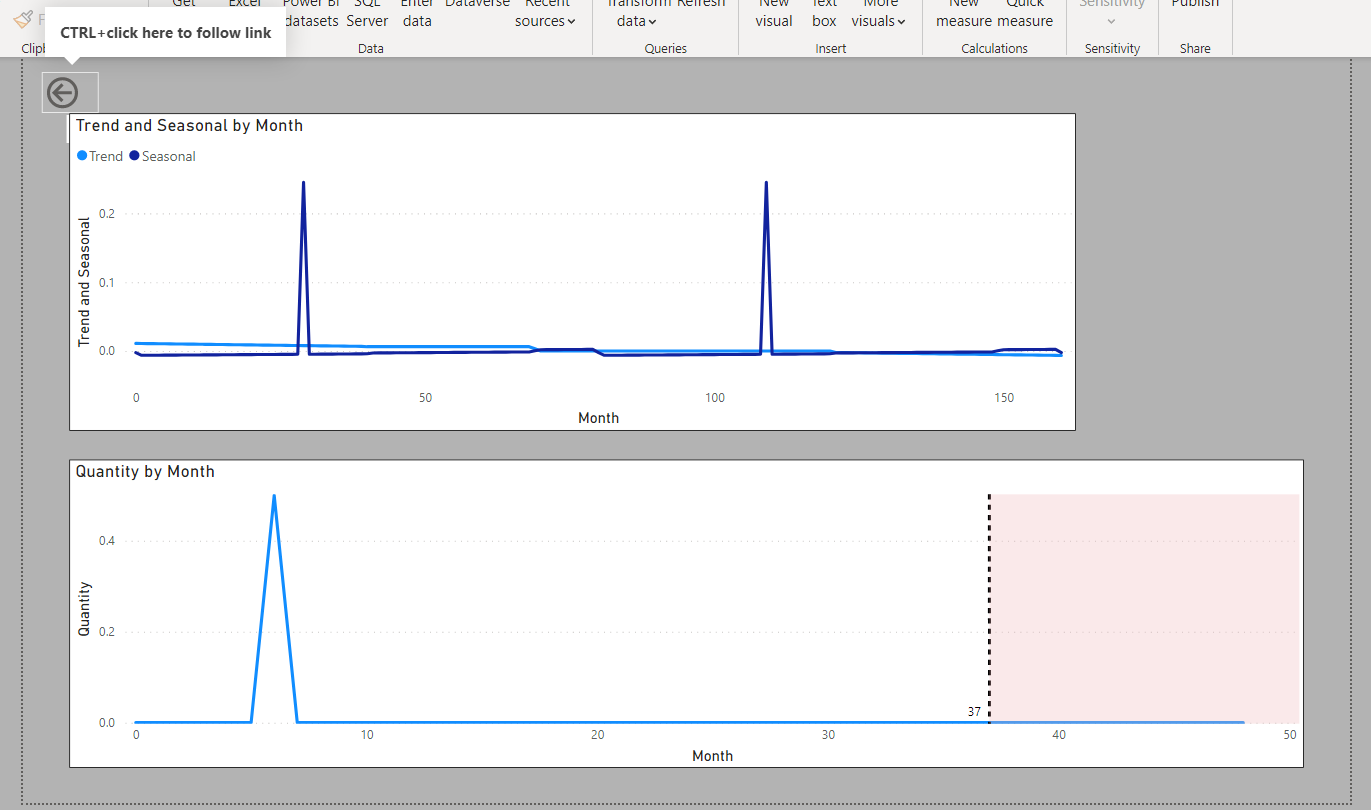 Get Excel Power BI SQL Enter Dataverse Recent Transform Refresh New Text More New Quick Sensitivity Publish
datasets Server data sources data visual box visuals measure measure
CTRL+click here to follow link
Data Queries Insert Calculations Sensitivity Share
Trend and Seasonal by Month
Trend Seasonal
Trend and Seasonal
0.2
0.1
0.0
0 50 100 150
Month
Quantity by Month
Quantity
0.4
0.2
0.0
37
0 10 20 30 40 50
Month